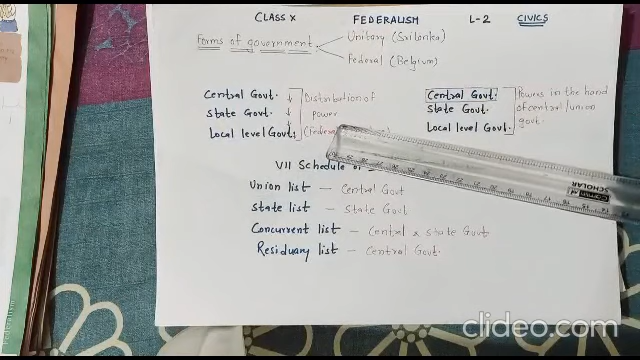 CLASS X FEDERALISM L-2 CIVICS
Forms of government Unitary (Srilanka)
Federal (Belgium)
Central Govt. Distribution of
State Govt. power
Local level Govt.
Central Govt. Powers in the hand
State Govt. of central/union
Local level Govt. govt.
VII Schedule of
Union list – Central Govt
State list – State Govt
Concurrent list – Central & State Govt
Residuary list – Central Govt.
SCHOLAR
clideo.com